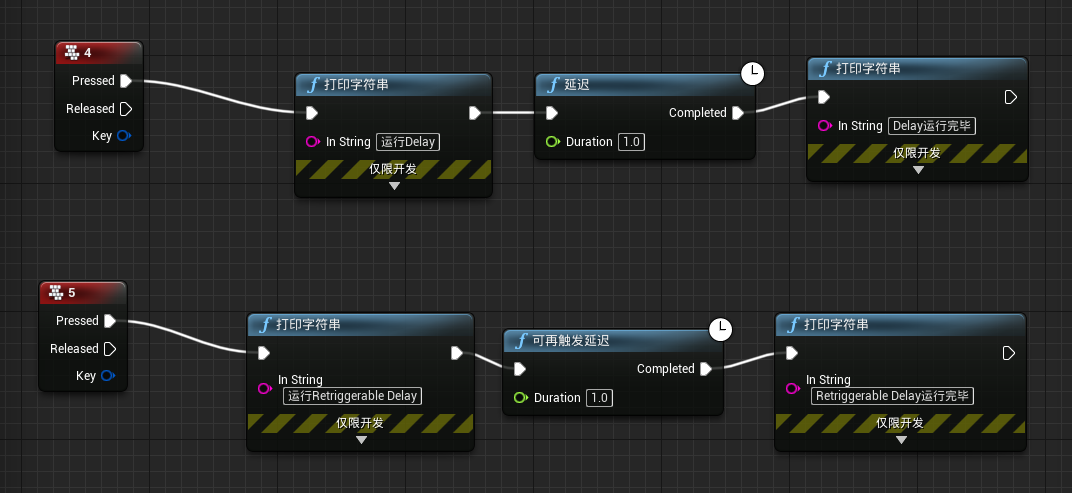 4
Pressed
Released
Key
打印字符串
In String 运行Delay
仅限开发
延迟
Completed
Duration 1.0
打印字符串
In String Delay运行完毕
仅限开发
5
Pressed
Released
Key
打印字符串
In String
运行Retriggerable Delay
仅限开发
可再触发延迟
Completed
Duration 1.0
打印字符串
In String
Retriggerable Delay运行完毕
仅限开发